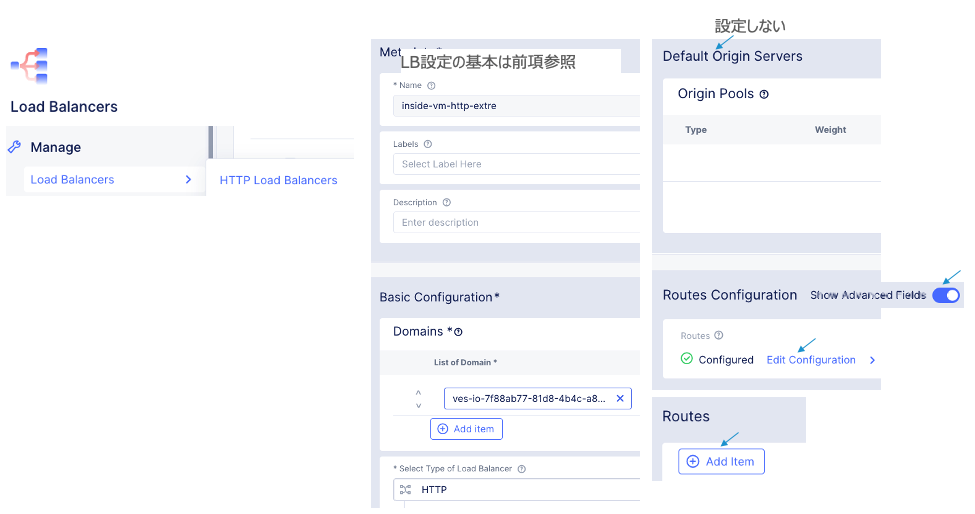 Load Balancers
Manage
Load Balancers
HTTP Load Balancers
LB設定の基本は前項参照
* Name
inside-vm-http-extre
Labels
Select Label Here
Description
Enter description
Basic Configuration*
Domains *
List of Domain *
ves-io-7f88ab77-81d8-4b4c-a8...
Add item
* Select Type of Load Balancer
HTTP
設定しない
Default Origin Servers
Origin Pools
Type Weight
Routes Configuration Show Advanced Fields
Routes
Configured Edit Configuration
Routes
Add Item